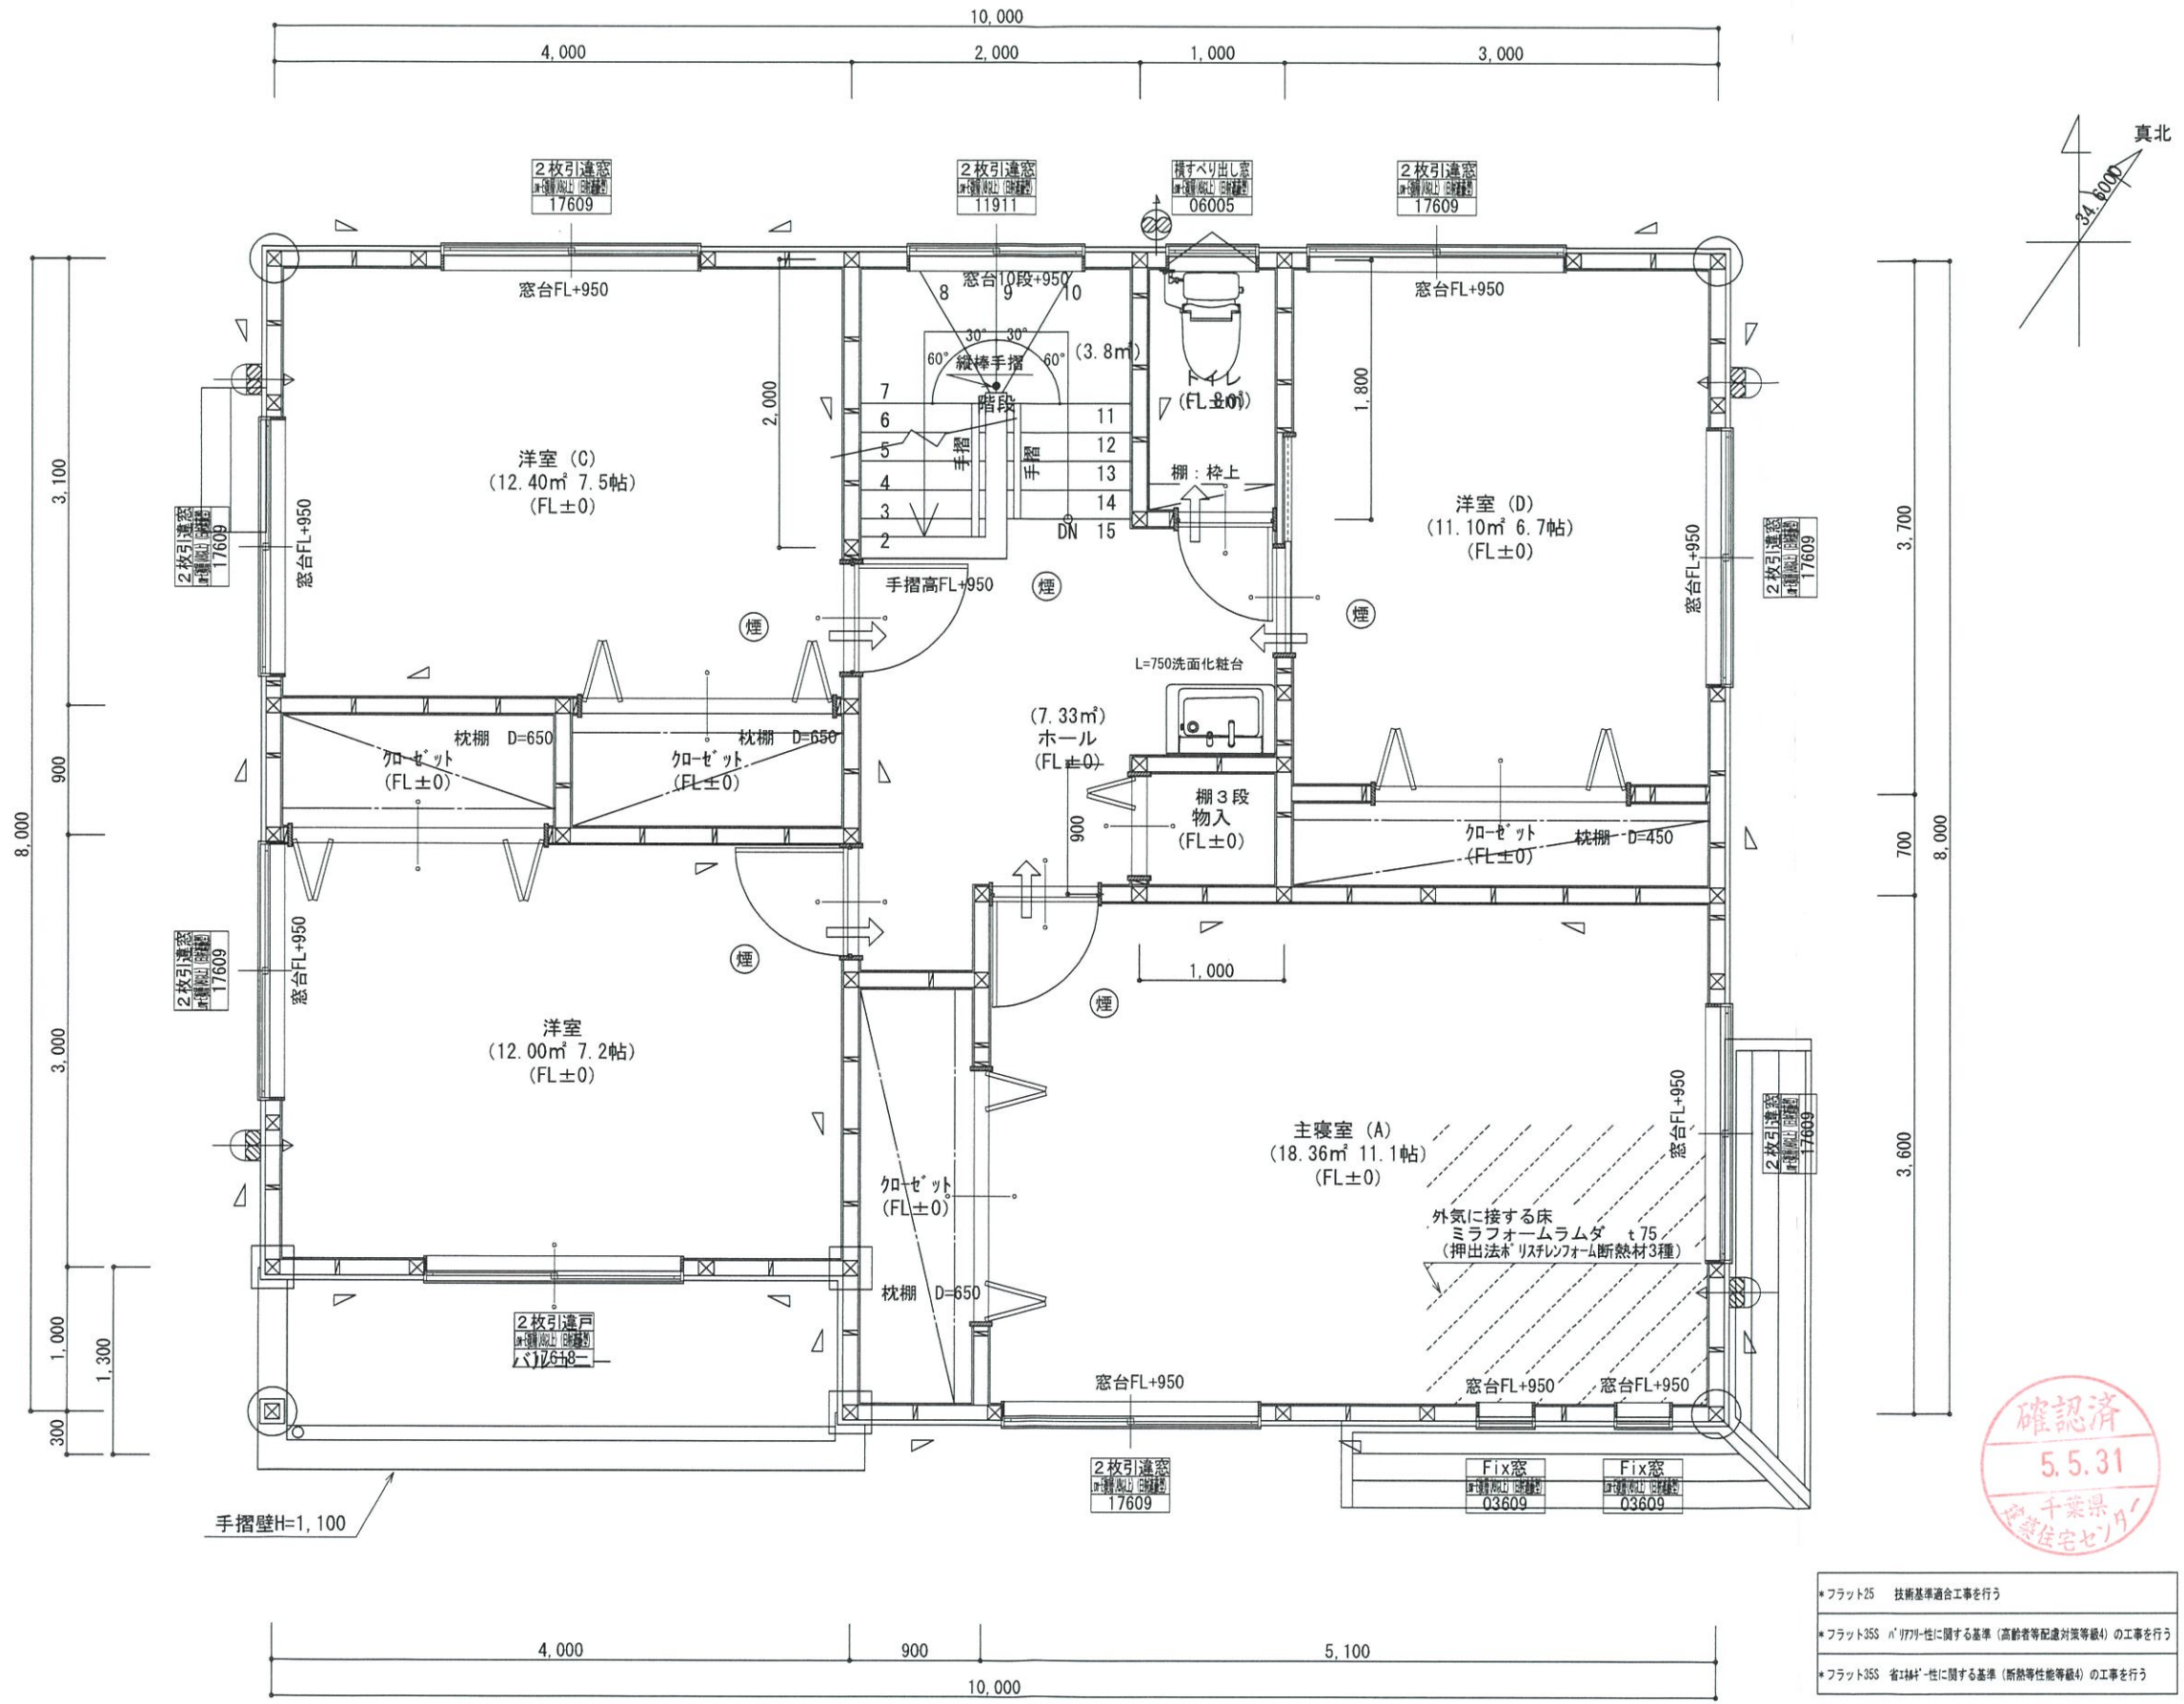 10,000
4,000
2,000
1,000
3,000
真北
34.6000
2枚引違窓
17609
2枚引違窓
11911
横すべり出し窓
06005
2枚引違窓
17609
窓台FL+950
窓台10段+950
窓台FL+950
8
9
10
30°
30°
60°
60°
縦棒手摺
(3.8㎡)
階段
7
6
5
4
3
2
11
12
13
14
DN 15
手摺
手摺
2,000
トイレ
(FL±0)
1,800
棚：枠上
洋室 (C)
(12.40㎡ 7.5帖)
(FL±0)
洋室 (D)
(11.10㎡ 6.7帖)
(FL±0)
3,100
2枚引違窓
17609
窓台FL+950
窓台FL+950
2枚引違窓
17609
3,700
手摺高FL+950
煙
煙
煙
L=750洗面化粧台
(7.33㎡)
ホール
(FL±0)
枕棚 D=650
クローゼット
(FL±0)
枕棚 D=650
クローゼット
(FL±0)
900
8,000
棚３段
物入
(FL±0)
900
クローゼット
(FL±0)
枕棚 D=450
700
8,000
2枚引違窓
17609
窓台FL+950
煙
煙
1,000
3,000
洋室
(12.00㎡ 7.2帖)
(FL±0)
主寝室 (A)
(18.36㎡ 11.1帖)
(FL±0)
窓台FL+950
2枚引違窓
17609
3,600
クローゼット
(FL±0)
外気に接する床
ミラフォームラムダ t75
(押出法ポリスチレンフォーム断熱材3種)
枕棚 D=650
1,000
1,300
300
2枚引違戸
17618
バルコニー
窓台FL+950
窓台FL+950
窓台FL+950
2枚引違窓
17609
Fix窓
03609
Fix窓
03609
手摺壁H=1,100
確認済
5.5.31
千葉県
建築住宅センター
4,000
900
5,100
10,000
*フラット25 技術基準適合工事を行う
*フラット35S バリアフリー性に関する基準（高齢者等配慮対策等級4）の工事を行う
*フラット35S 省エネルギー性に関する基準（断熱等性能等級4）の工事を行う